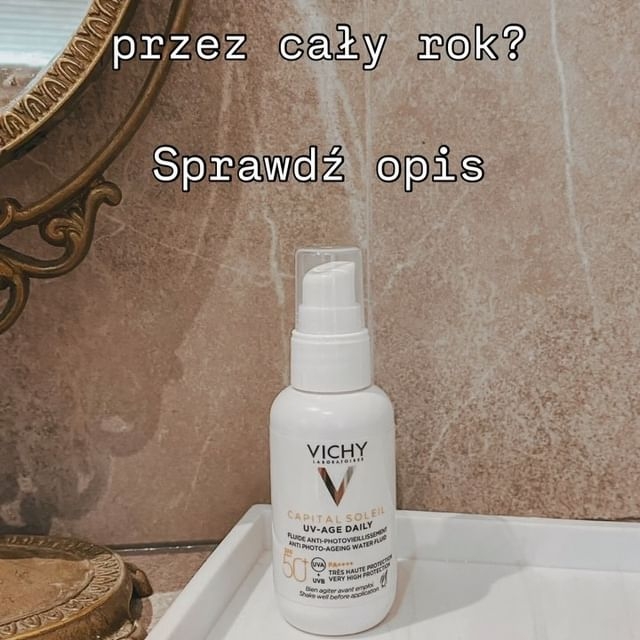 przez cały rok?
Sprawdź opis
VICHY
LABORATOIRES
CAPITAL SOLEIL
UV-AGE DAILY
FLUIDE ANTI-PHOTOVIEILLISSEMENT
ANTI PHOTO-AGEING WATER FLUID
SPF
50+
UVA
+
UVB
PA++++
TRÈS HAUTE PROTECTION
VERY HIGH PROTECTION
Bien agiter avant emploi.
Shake well before application.